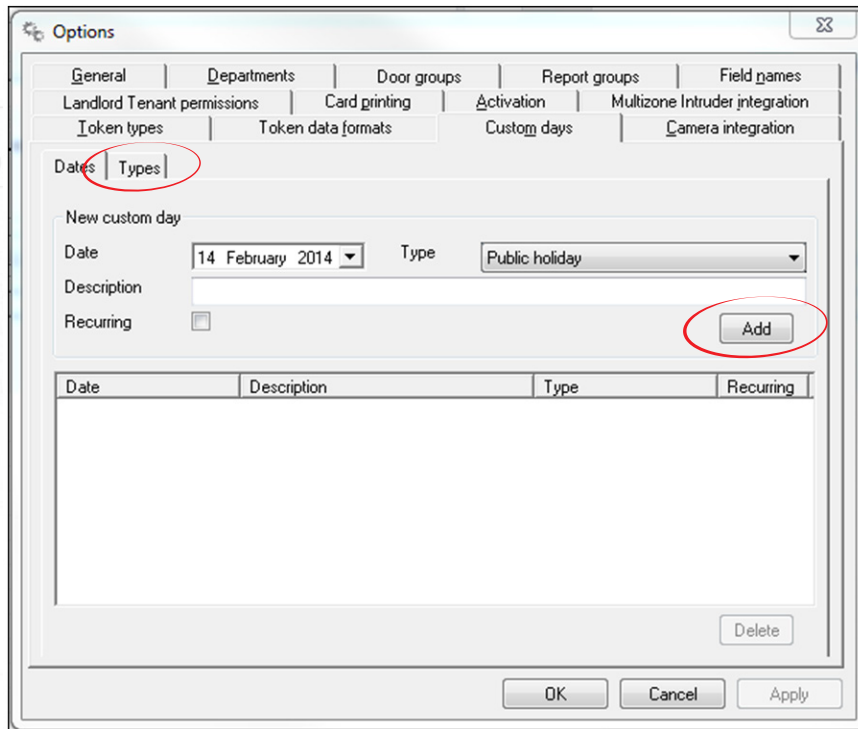 Options
General Departments Door groups Report groups Field names
Landlord Tenant permissions Card printing Activation Multizone Intruder integration
Token types Token data formats Custom days Camera integration
Dates Types
New custom day
Date 14 February 2014 Type Public holiday
Description
Recurring Add
Date Description Type Recurring
Delete
OK Cancel Apply